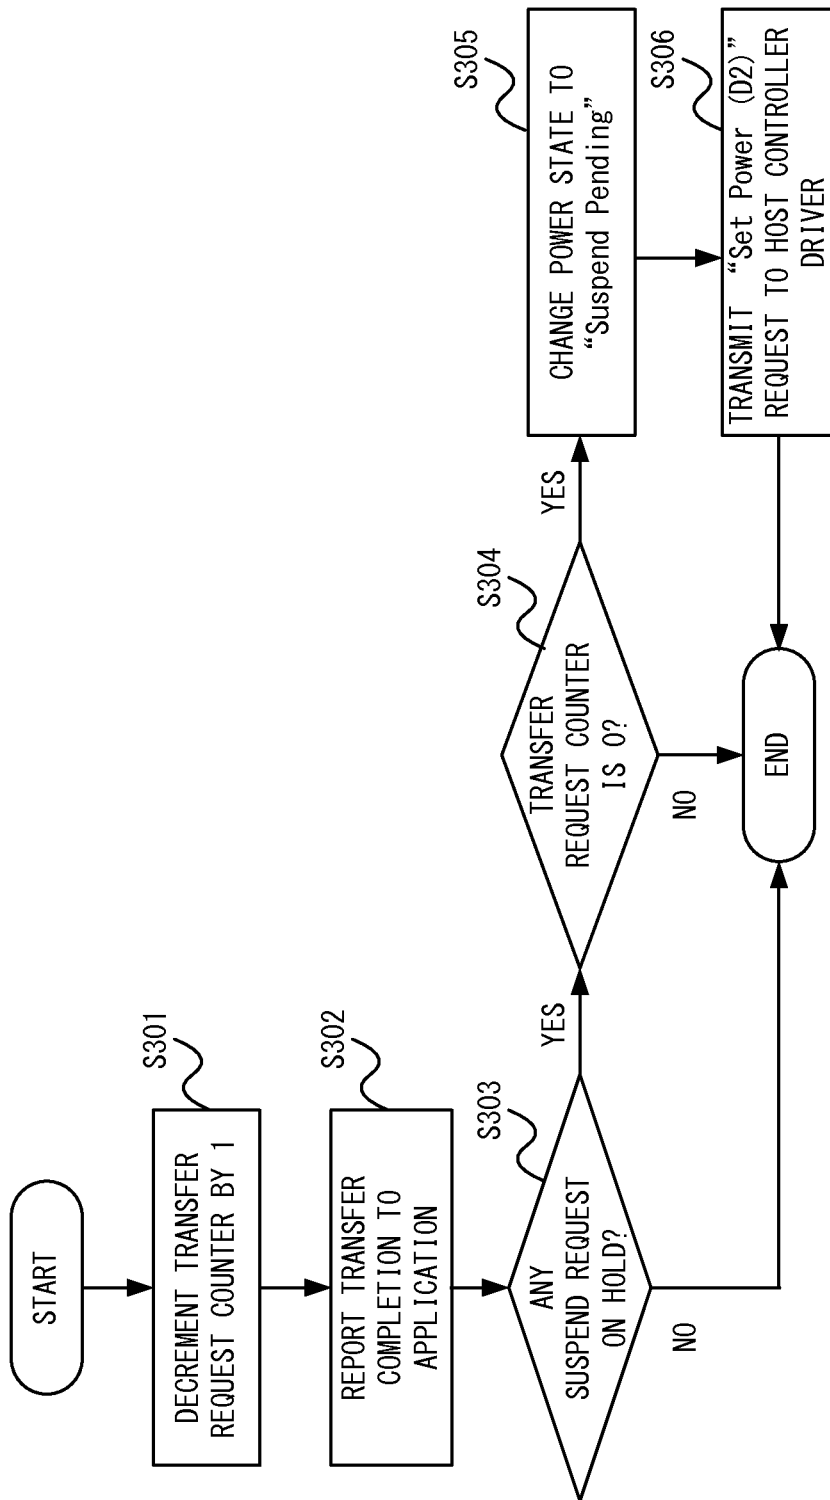 START
S301
DECREMENT TRANSFER
REQUEST COUNTER BY 1
S302
REPORT TRANSFER
COMPLETION TO
APPLICATION
S303
ANY
SUSPEND REQUEST
ON HOLD?
YES
NO
S304
TRANSFER
REQUEST COUNTER
IS 0?
YES
NO
S305
CHANGE POWER STATE TO
“Suspend Pending”
S306
TRANSMIT “Set Power (D2)”
REQUEST TO HOST CONTROLLER
DRIVER
END